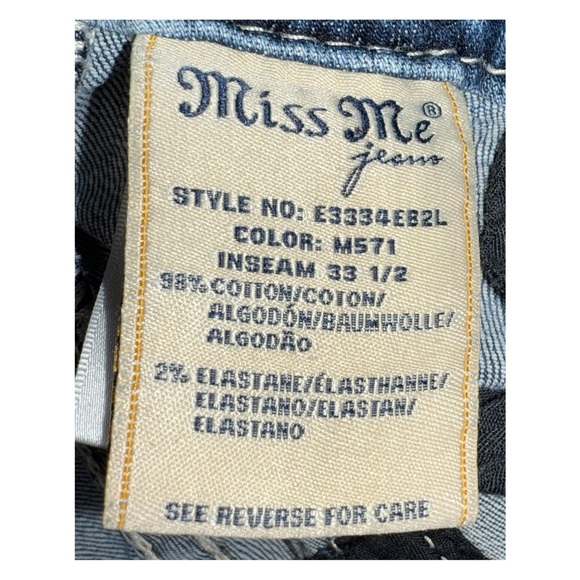 Miss Me®
jeans
STYLE NO: E3334EB2L
COLOR: M571
INSEAM 33 1/2
98% COTTON/COTON/
ALGODÓN/BAUMWOLLE/
ALGODÃO
2% ELASTANE/ÉLASTHANNE/
ELASTANO/ELASTAN/
ELASTANO
SEE REVERSE FOR CARE